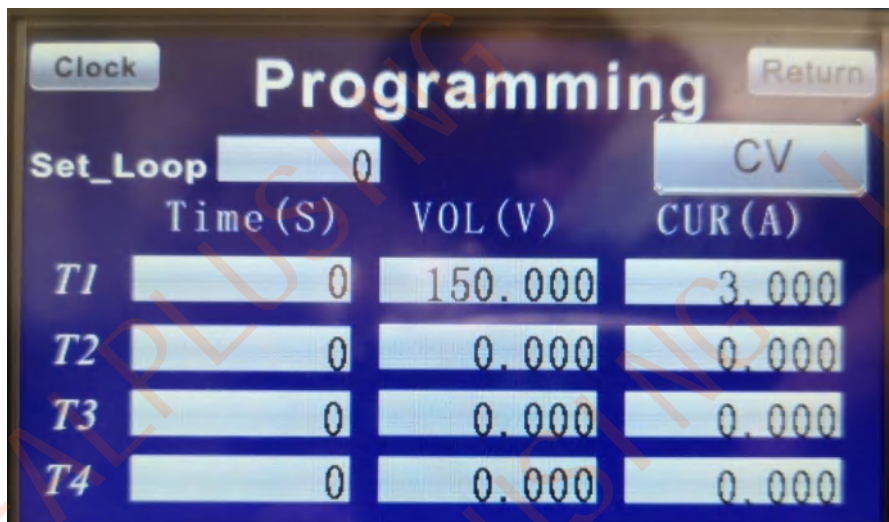 Clock Programming Return
Set_Loop 0 CV
Time(S) VOL(V) CUR(A)
T1 0 150.000 3.000
T2 0 0.000 0.000
T3 0 0.000 0.000
T4 0 0.000 0.000